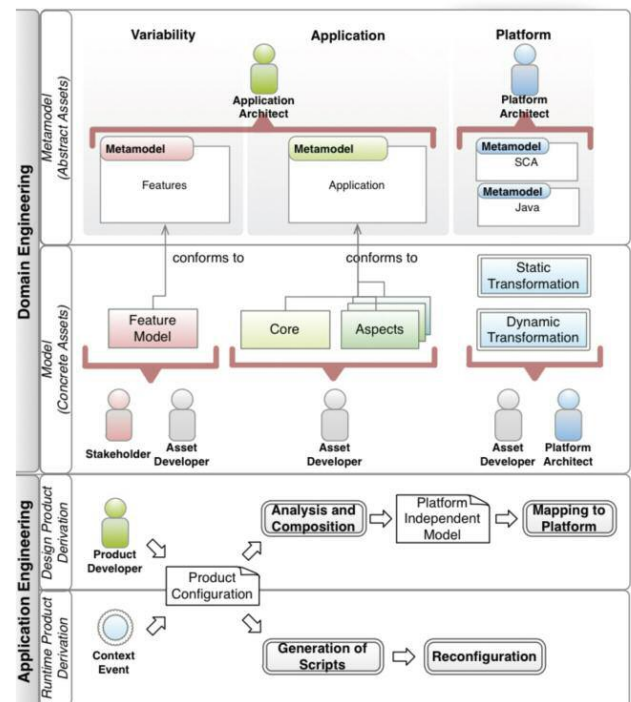 Variability
Application
Platform
Application
Architect
Platform
Architect
Metamodel
Features
Metamodel
Application
Metamodel
SCA
Metamodel
Java
Domain Engineering
Metamodel
(Abstract Assets)
conforms to
conforms to
Model
(Concrete Assets)
Feature
Model
Core
Aspects
Static
Transformation
Dynamic
Transformation
Stakeholder
Asset
Developer
Asset
Developer
Asset
Developer
Platform
Architect
Application Engineering
Design Product
Derivation
Product
Developer
Product
Configuration
Analysis and
Composition
Platform
Independent
Model
Mapping to
Platform
Runtime Product
Derivation
Context
Event
Generation of
Scripts
Reconfiguration